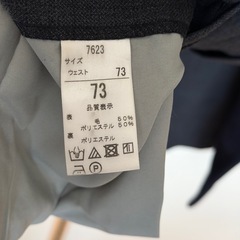 7623
サイズ
ウェスト 73
73
品質表示
表 毛 50%
ポリエステル 50%
裏 ポリエステル